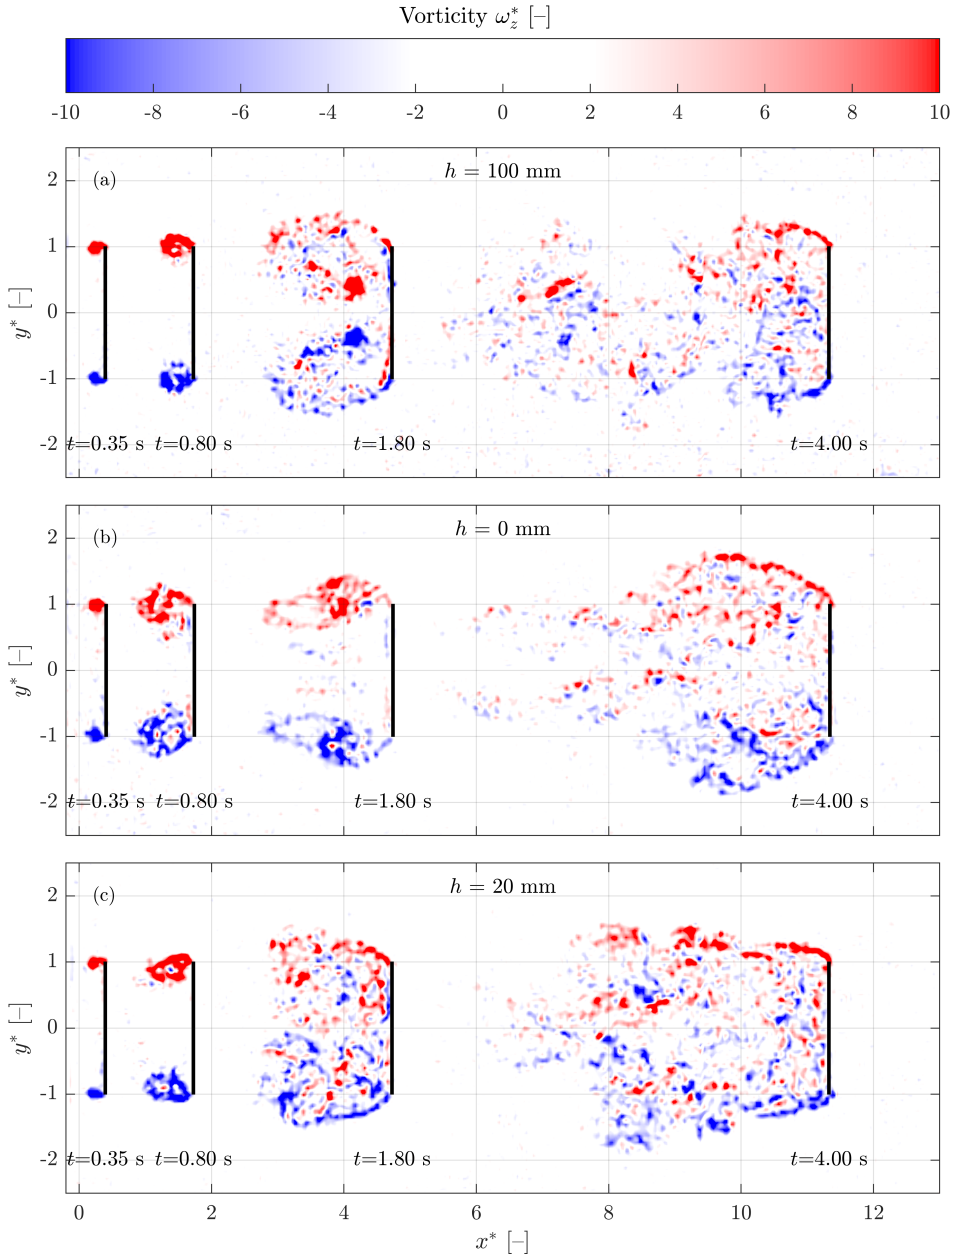 Vorticity ω*z [–]
-10 -8 -6 -4 -2 0 2 4 6 8 10
(a) h = 100 mm
2
1
0
-1
-2
y* [–]
t=0.35 s t=0.80 s t=1.80 s t=4.00 s
(b) h = 0 mm
2
1
0
-1
-2
y* [–]
t=0.35 s t=0.80 s t=1.80 s t=4.00 s
(c) h = 20 mm
2
1
0
-1
-2
y* [–]
t=0.35 s t=0.80 s t=1.80 s t=4.00 s
0 2 4 6 8 10 12
x* [–]